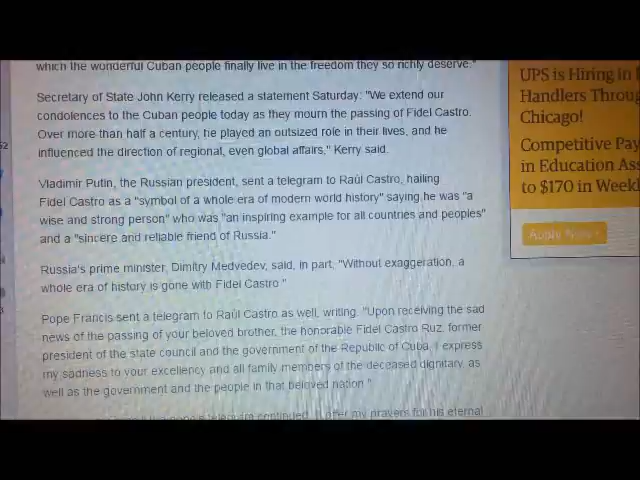 which the wonderful Cuban people finally live in the freedom they so richly deserve."
Secretary of State John Kerry released a statement Saturday: "We extend our
condolences to the Cuban people today as they mourn the passing of Fidel Castro.
Over more than half a century, he played an outsized role in their lives, and he
influenced the direction of regional, even global affairs," Kerry said.
Vladimir Putin, the Russian president, sent a telegram to Raúl Castro, hailing
Fidel Castro as a "symbol of a whole era of modern world history" saying he was "a
wise and strong person" who was "an inspiring example for all countries and peoples"
and a "sincere and reliable friend of Russia."
Russia's prime minister, Dimitry Medvedev, said, in part, "Without exaggeration, a
whole era of history is gone with Fidel Castro."
Pope Francis sent a telegram to Raúl Castro as well, writing, "Upon receiving the sad
news of the passing of your beloved brother, the honorable Fidel Castro Ruz, former
president of the state council and the government of the Republic of Cuba, I express
my sadness to your excellency and all family members of the deceased dignitary, as
well as the government and the people in that beloved nation."
telegram continued. "I offer my prayers for his eternal
UPS is Hiring in
Handlers Throug
Chicago!
Competitive Pay
in Education Ass
to $170 in Weekl
Apply Now!